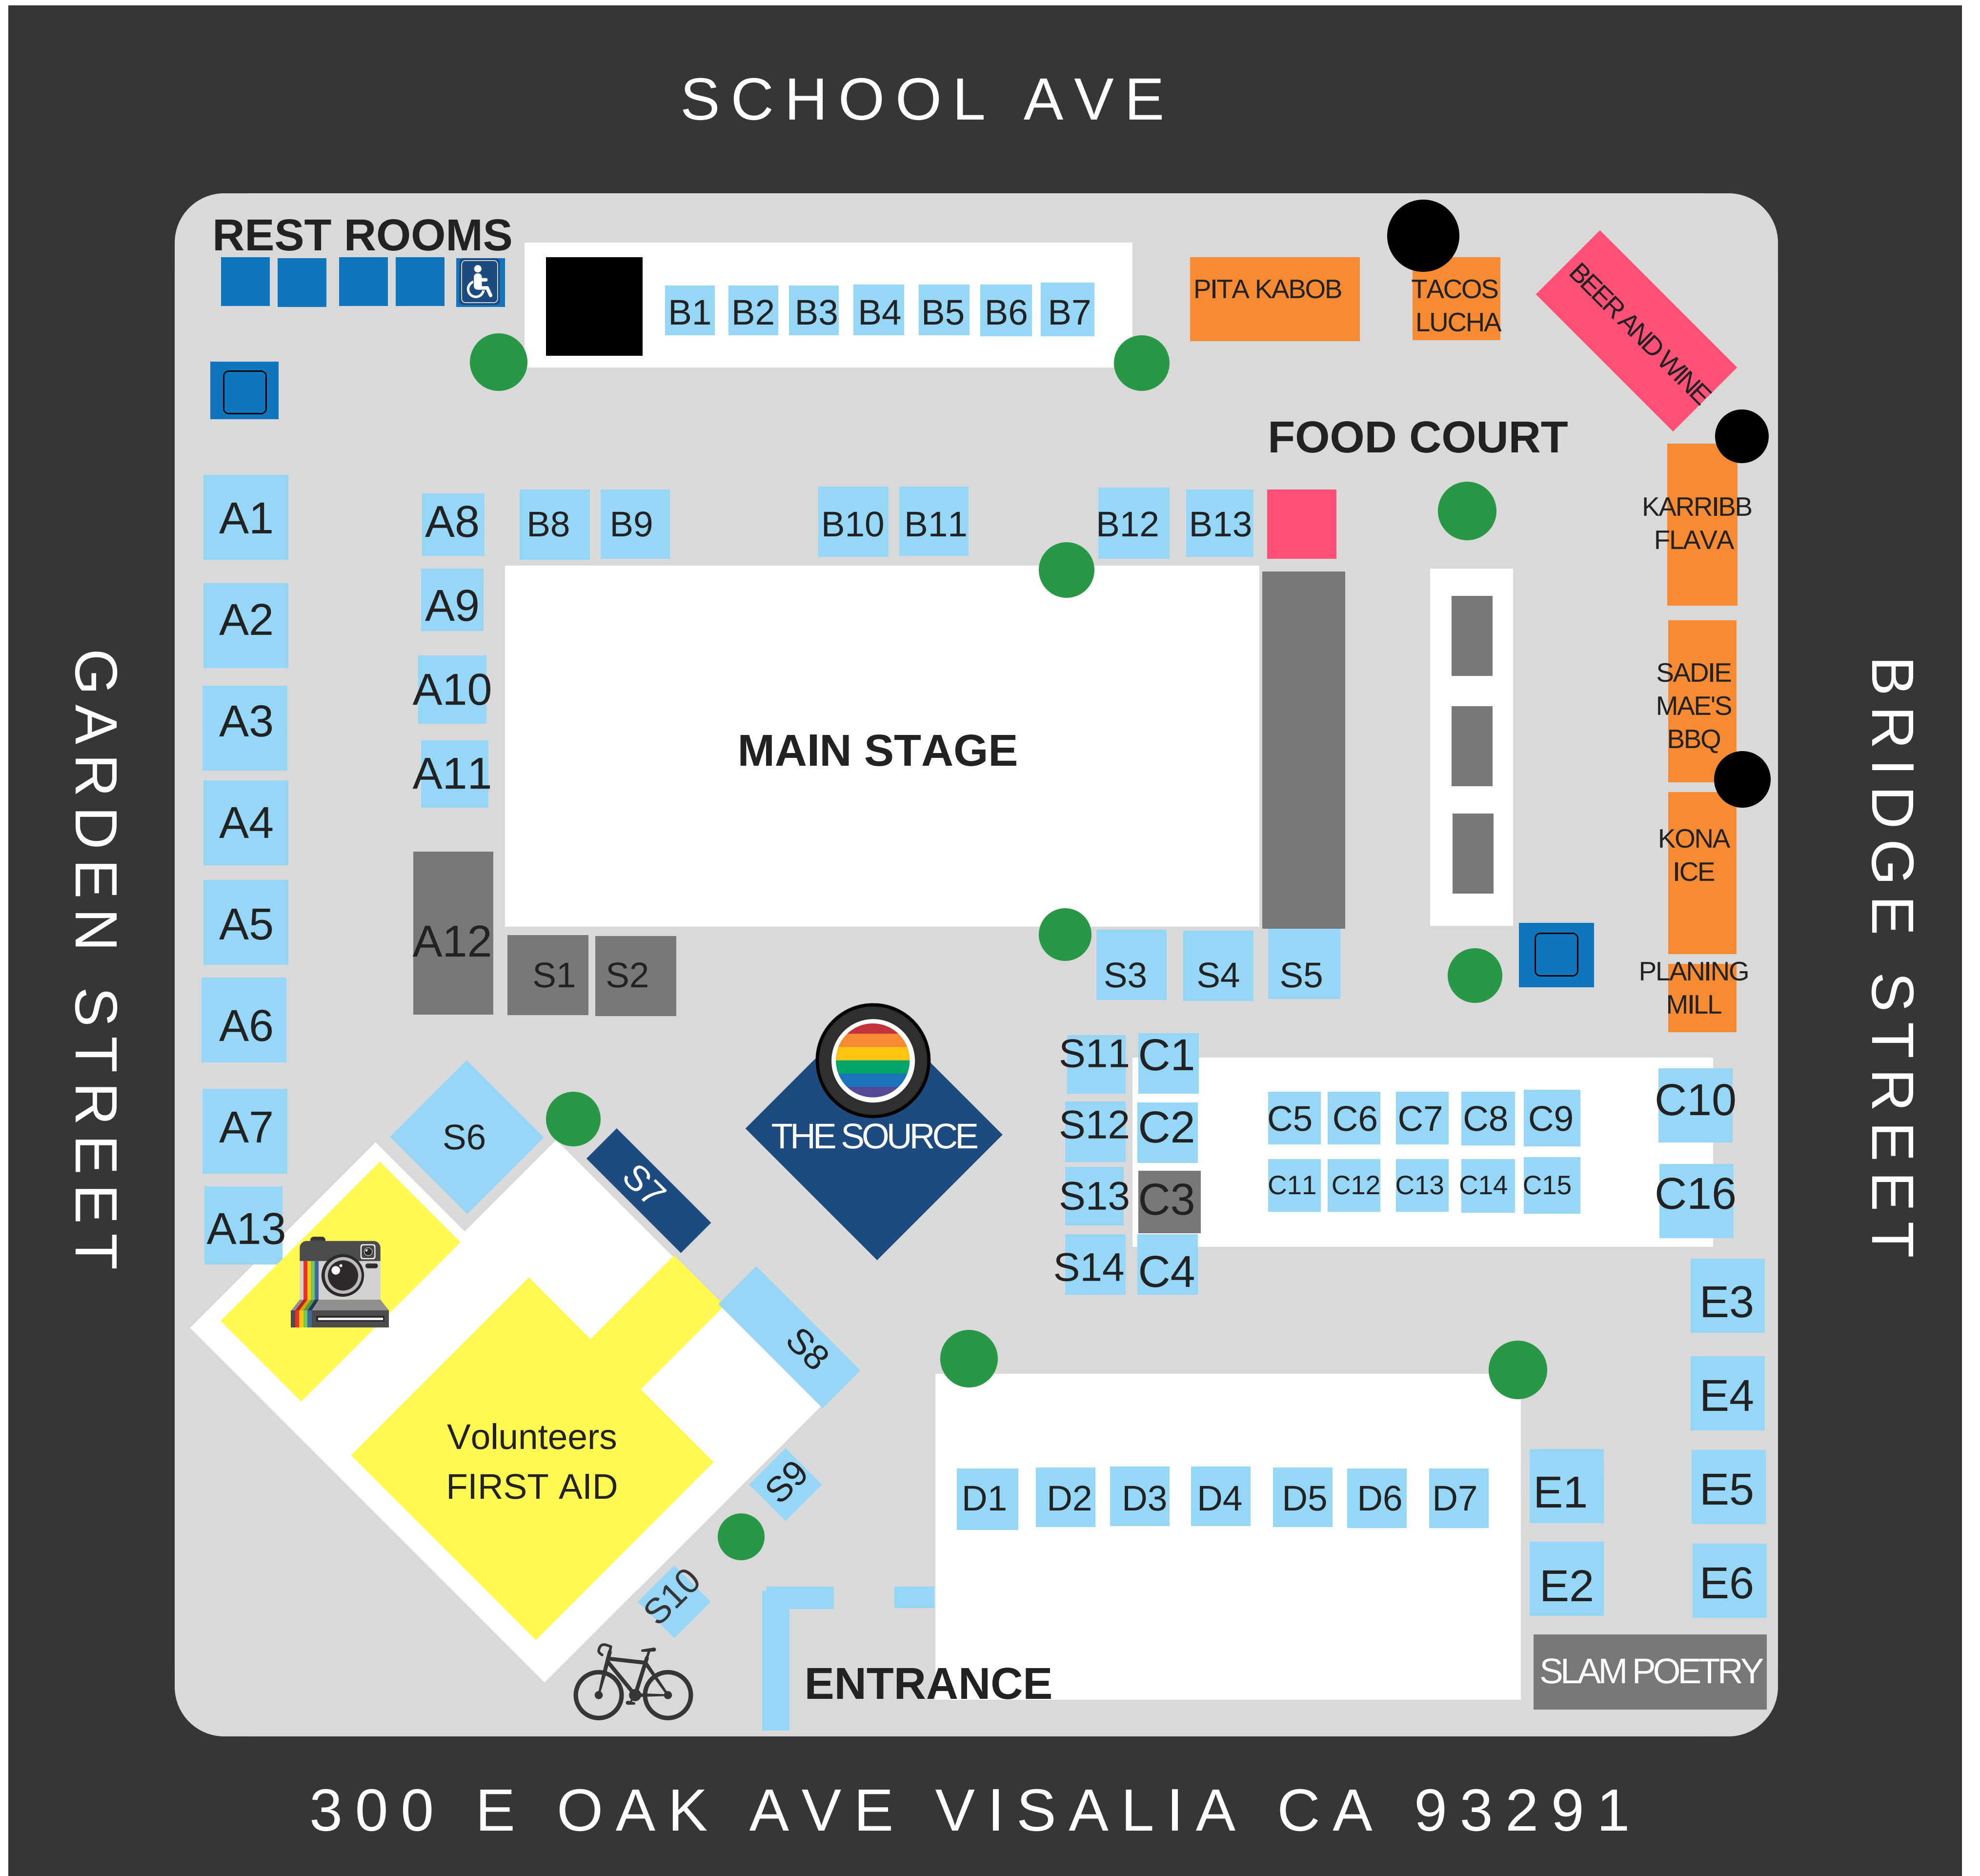 SCHOOL AVE
REST ROOMS
B1 B2 B3 B4 B5 B6 B7
PITA KABOB
TACOS
LUCHA
BEER AND WINE
FOOD COURT
A1
A2
A3
A4
A5
A6
A7
A13
A8
A9
A10
A11
A12
B8 B9 B10 B11 B12 B13
MAIN STAGE
KARRIBB
FLAVA
SADIE
MAE'S
BBQ
KONA
ICE
PLANING
MILL
GARDEN STREET
BRIDGE STREET
S1 S2
S3 S4 S5
THE SOURCE
S6
S7
S8
S9
S10
S11 C1
S12 C2
S13 C3
S14 C4
C5 C6 C7 C8 C9
C11 C12 C13 C14 C15
C10
C16
Volunteers
FIRST AID
D1 D2 D3 D4 D5 D6 D7
E1
E2
E3
E4
E5
E6
SLAM POETRY
ENTRANCE
300 E OAK AVE VISALIA CA 93291